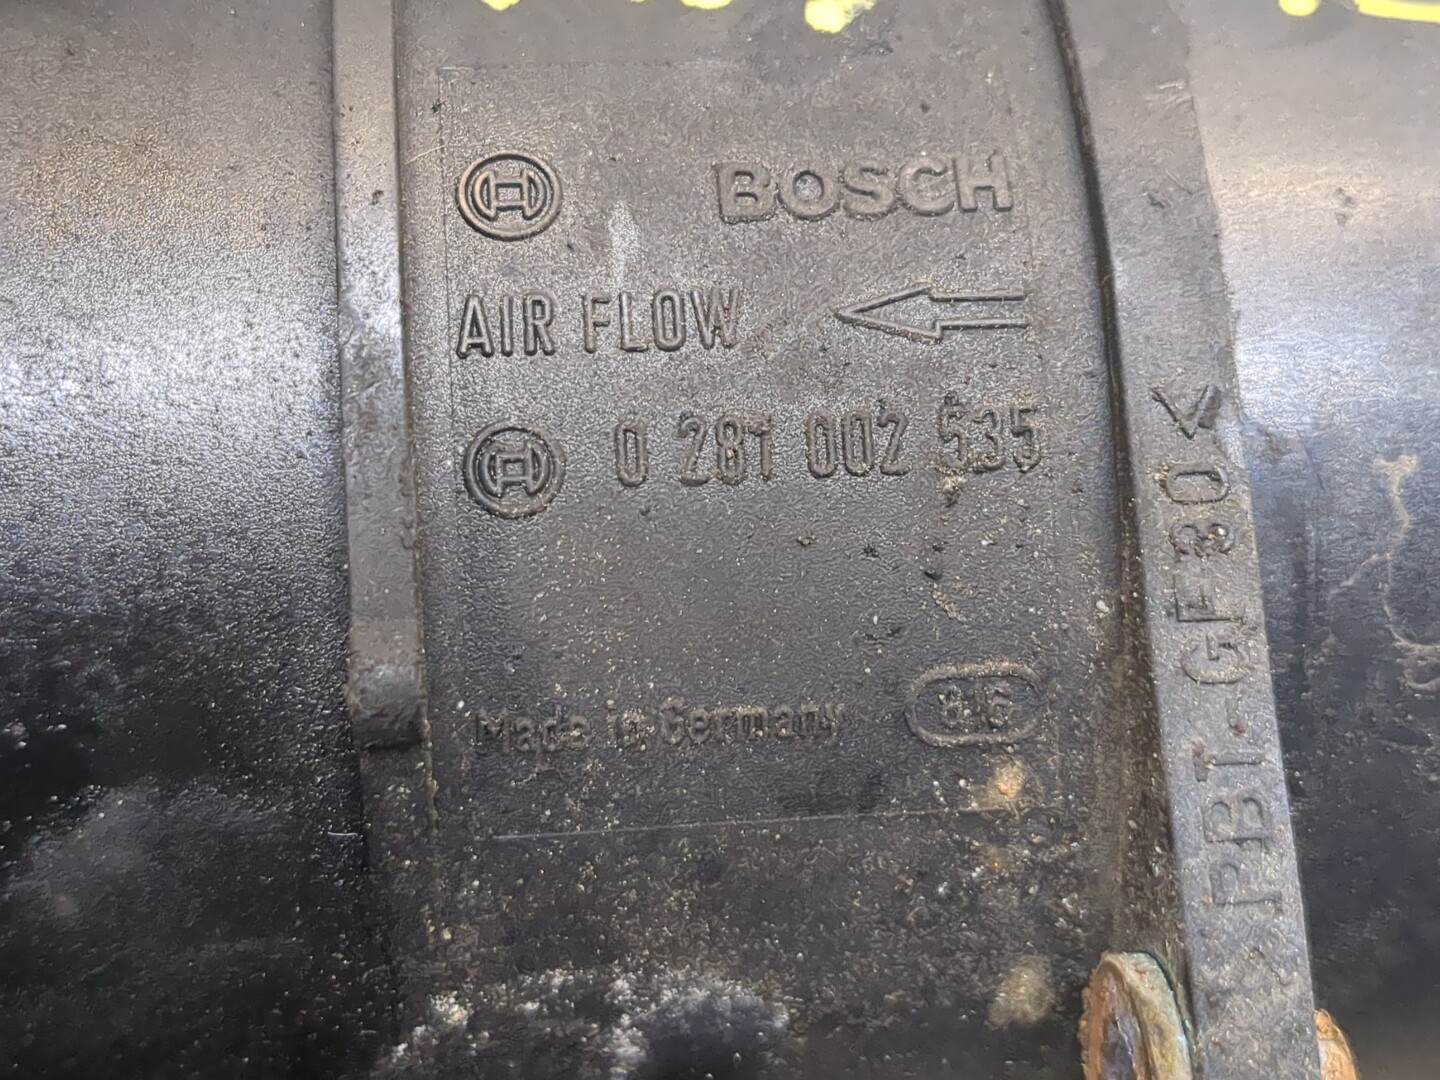 BOSCH
AIR FLOW
0 281 002 535
Made in Germany
PBT-GF30<